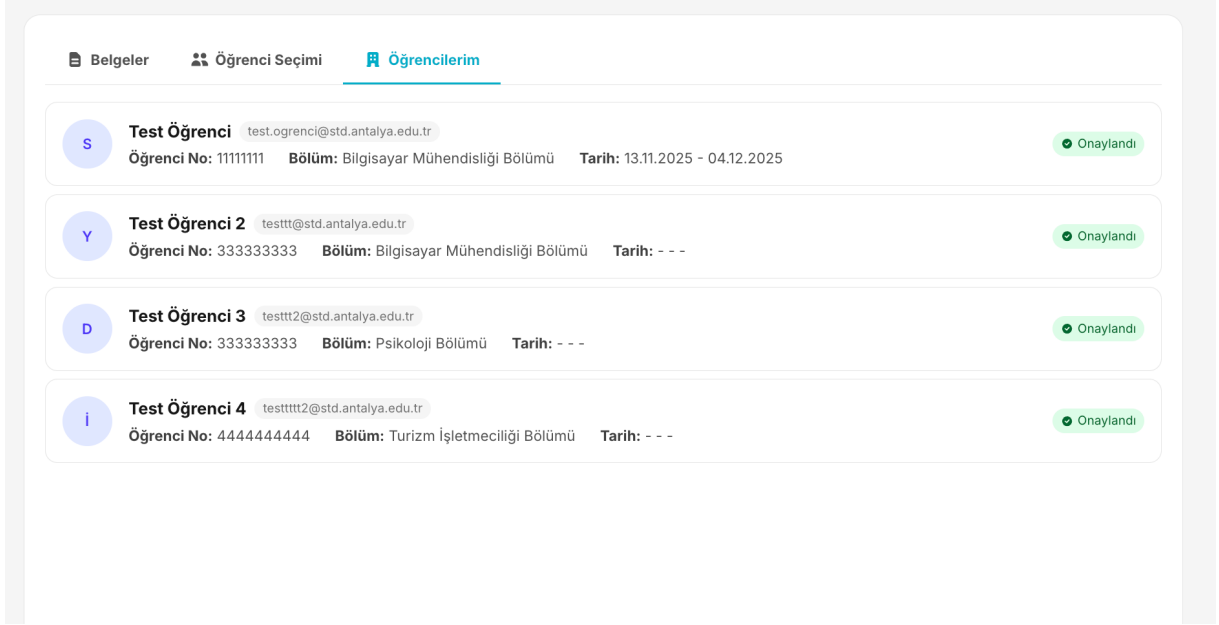 Belgeler Öğrenci Seçimi Öğrencilerim
S
Test Öğrenci test.ogrenci@std.antalya.edu.tr
Öğrenci No: 11111111 Bölüm: Bilgisayar Mühendisliği Bölümü Tarih: 13.11.2025 - 04.12.2025
Onaylandı
Y
Test Öğrenci 2 testtt@std.antalya.edu.tr
Öğrenci No: 333333333 Bölüm: Bilgisayar Mühendisliği Bölümü Tarih: - - -
Onaylandı
D
Test Öğrenci 3 testtt2@std.antalya.edu.tr
Öğrenci No: 333333333 Bölüm: Psikoloji Bölümü Tarih: - - -
Onaylandı
İ
Test Öğrenci 4 testtttt2@std.antalya.edu.tr
Öğrenci No: 4444444444 Bölüm: Turizm İşletmeciliği Bölümü Tarih: - - -
Onaylandı